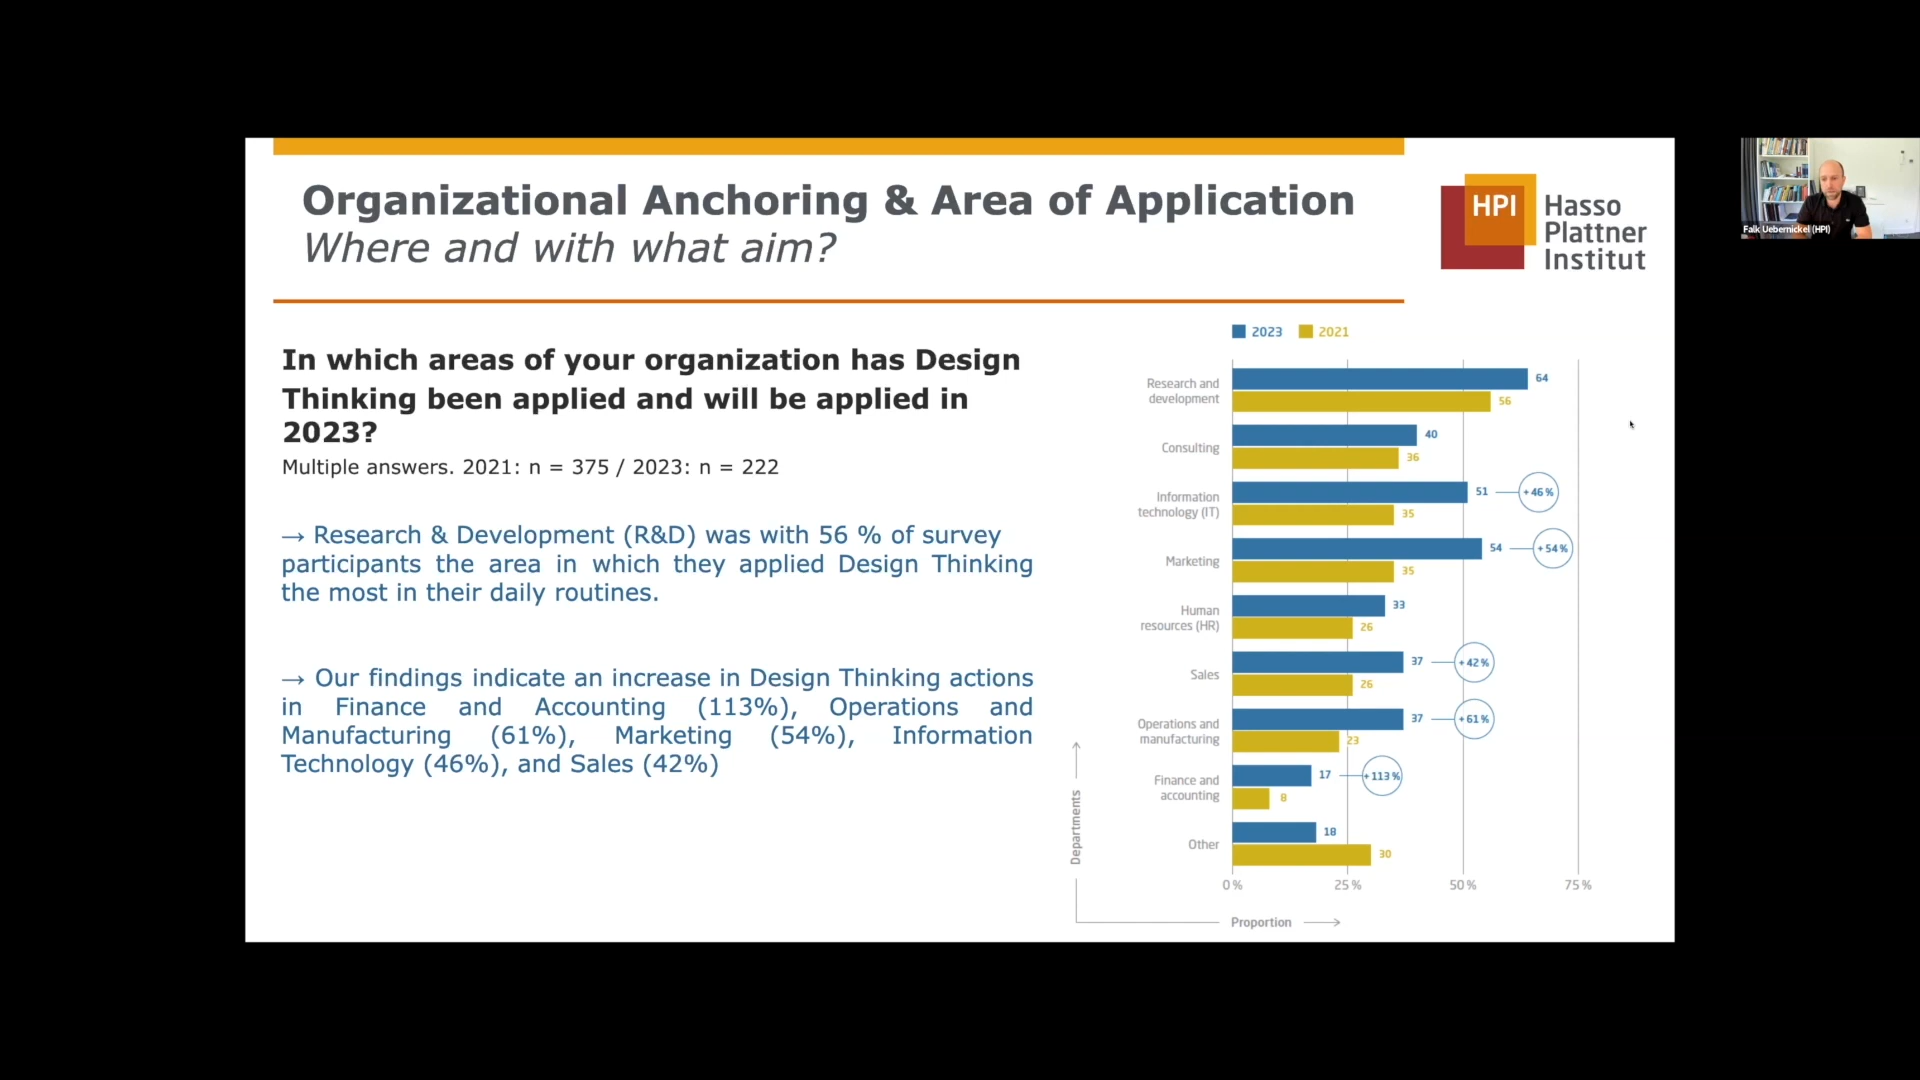 Organizational Anchoring & Area of Application
Where and with what aim?
HPI
Hasso
Plattner
Institut
Falk Uebernickel (HPI)
In which areas of your organization has Design
Thinking been applied and will be applied in
2023?
Multiple answers. 2021: n = 375 / 2023: n = 222
→ Research & Development (R&D) was with 56 % of survey
participants the area in which they applied Design Thinking
the most in their daily routines.
→ Our findings indicate an increase in Design Thinking actions
in Finance and Accounting (113%), Operations and
Manufacturing (61%), Marketing (54%), Information
Technology (46%), and Sales (42%)
2023 2021
Research and
development
64
56
Consulting
40
36
Information
technology (IT)
51
+ 46 %
35
Marketing
54
+ 54 %
35
Human
resources (HR)
33
26
Sales
37
+ 42 %
26
Operations and
manufacturing
37
+ 61 %
23
Finance and
accounting
17
+ 113 %
8
Other
18
30
0 % 25 % 50 % 75 %
Departments
Proportion